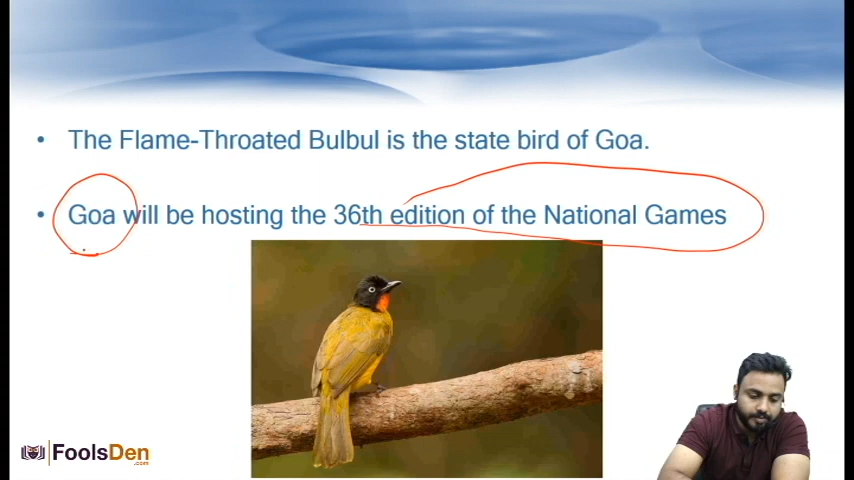 • The Flame-Throated Bulbul is the state bird of Goa.
• Goa will be hosting the 36th edition of the National Games
FoolsDen
.com